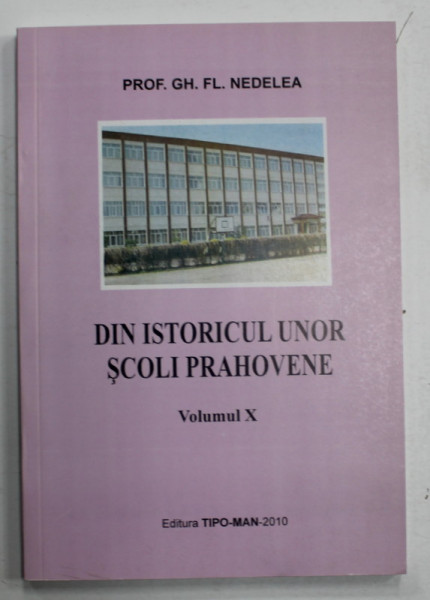 PROF. GH. FL. NEDELEA
DIN ISTORICUL UNOR
ŞCOLI PRAHOVENE
Volumul X
Editura TIPO-MAN-2010